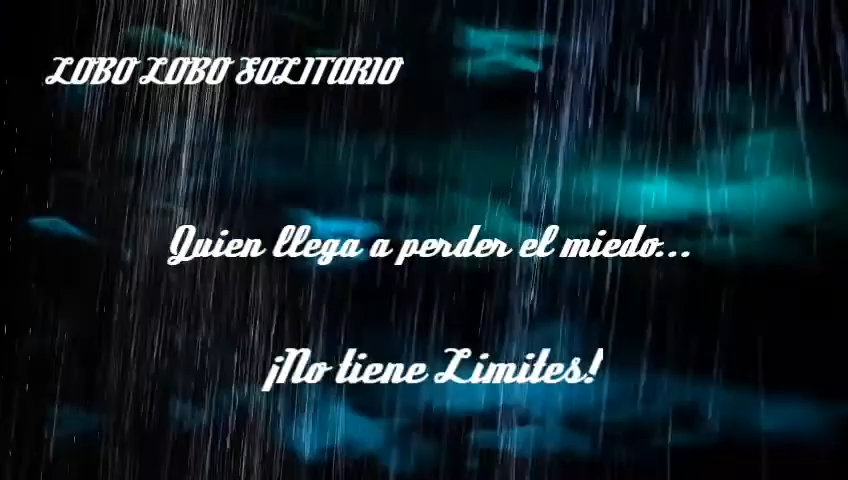 LOBO LOBO SOLITARIO
Quien llega a perder el miedo...
¡No tiene Limites!